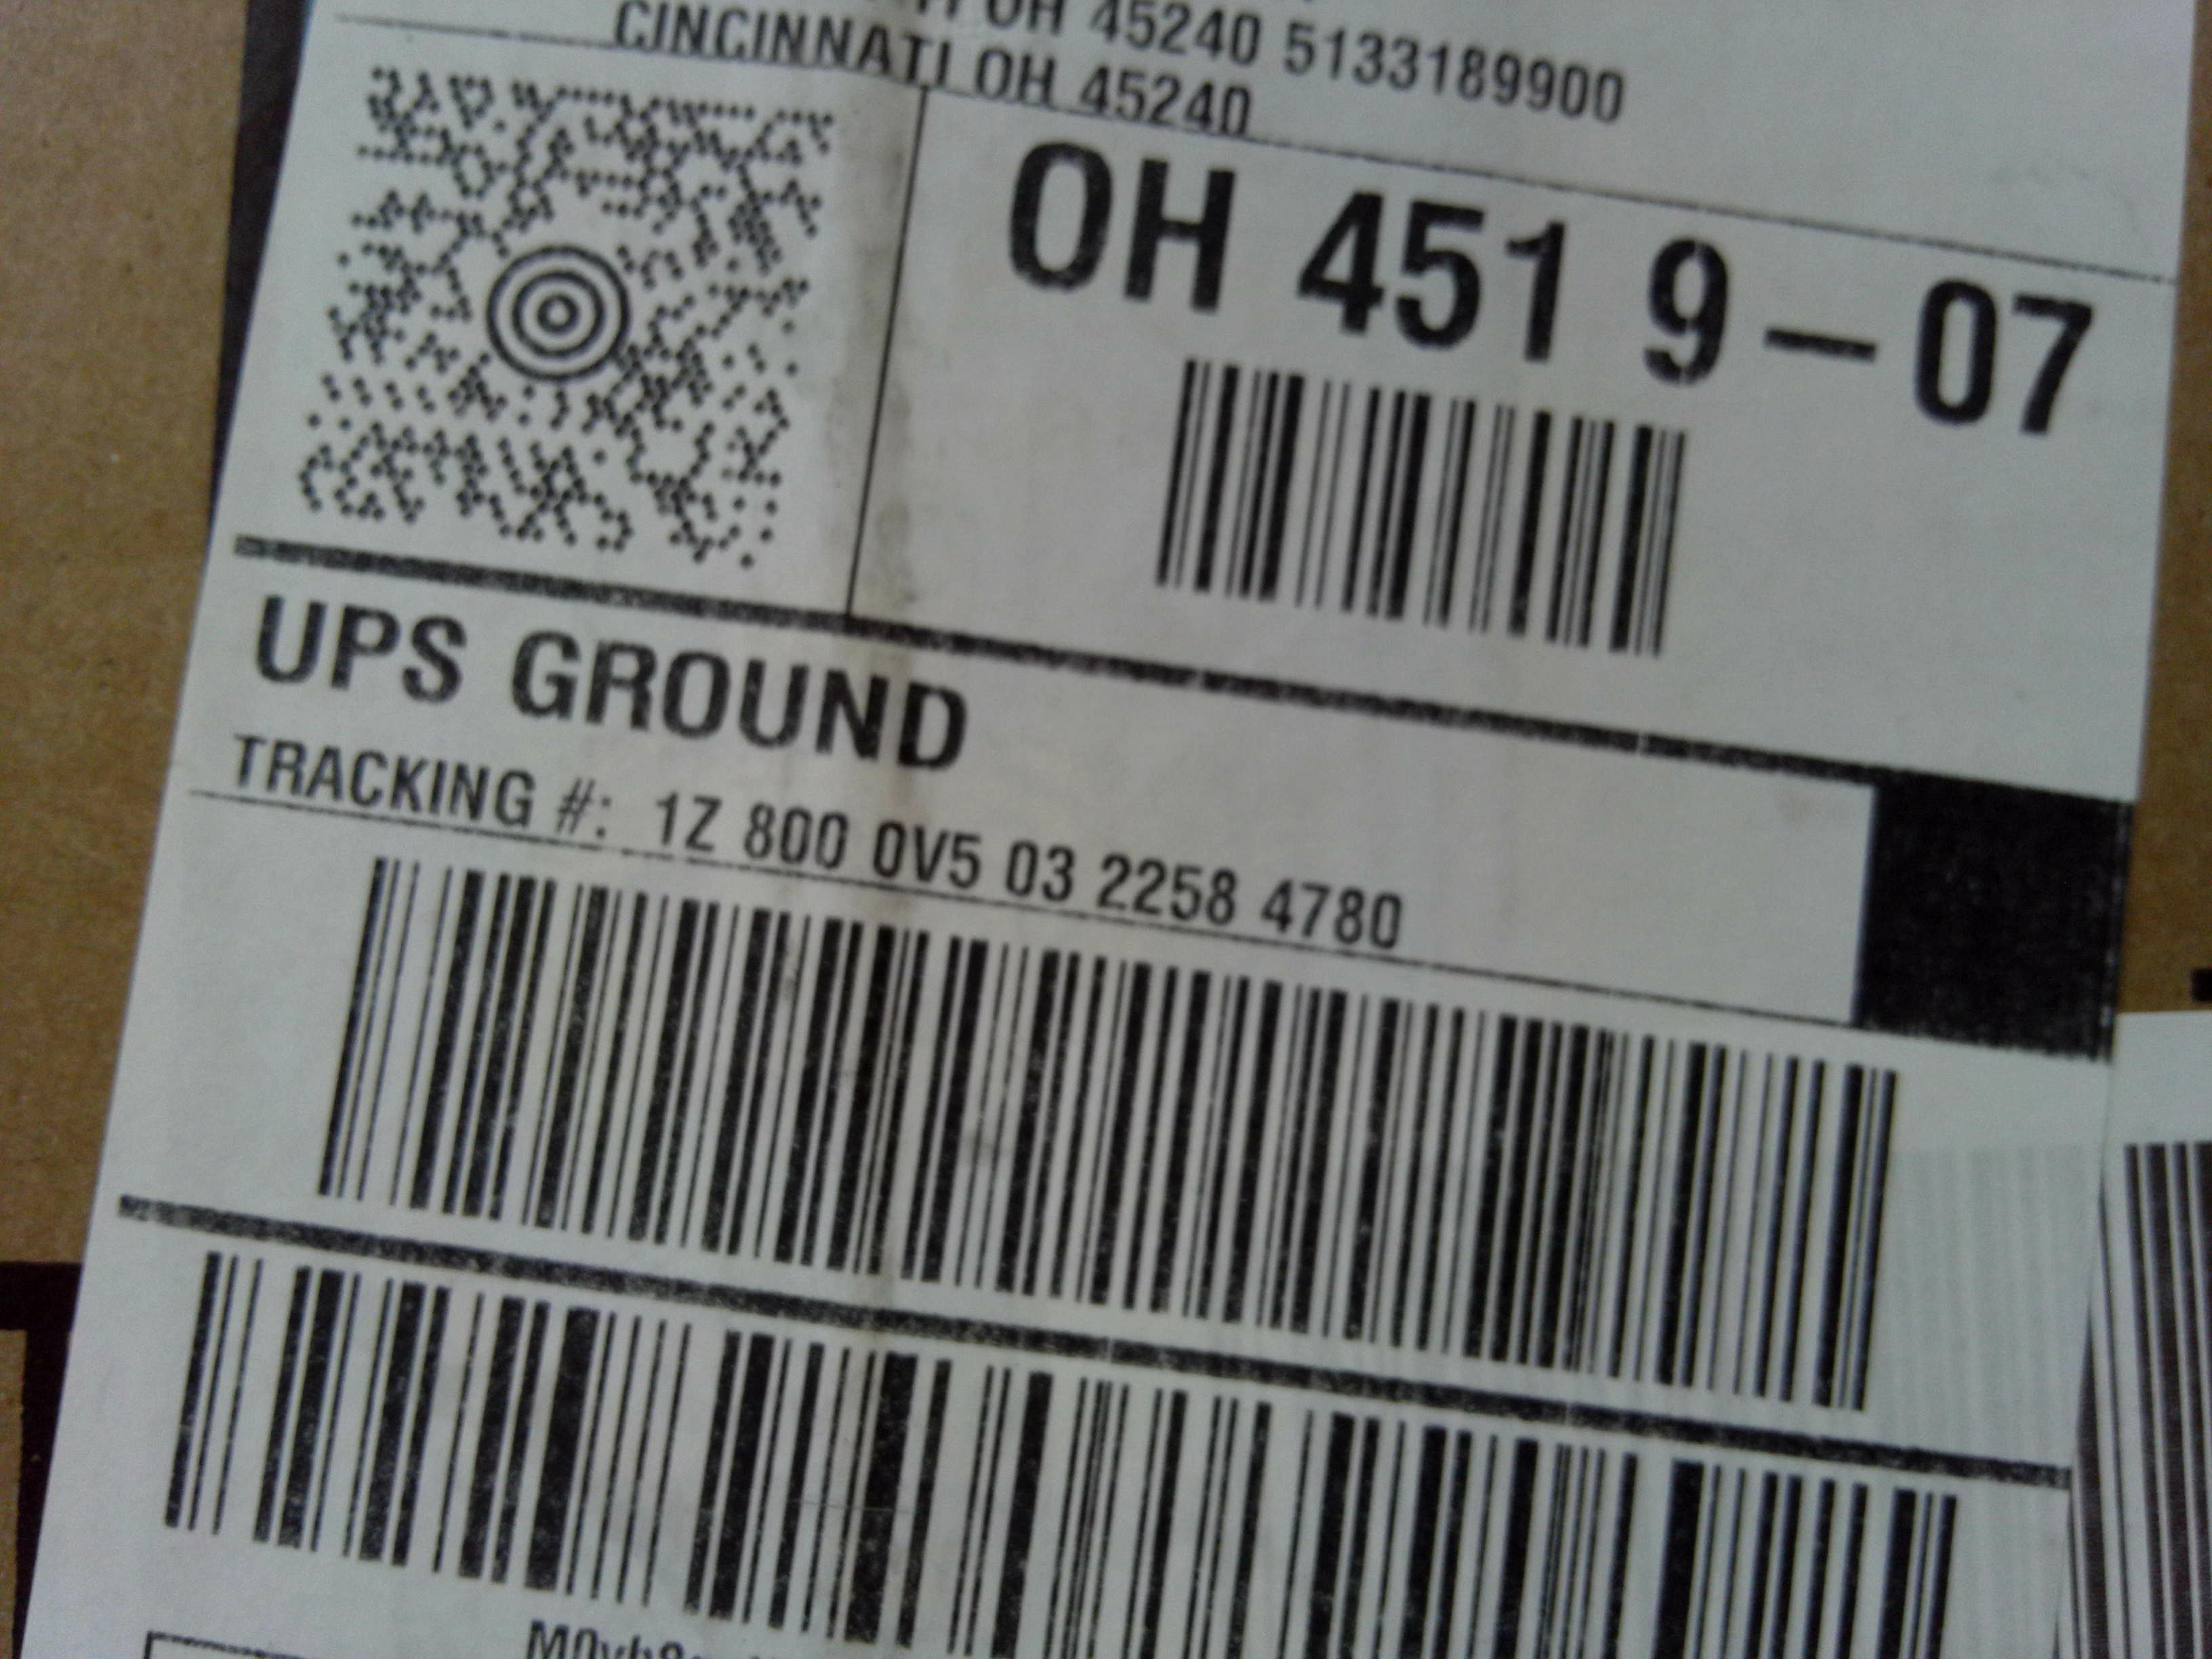 OH 45240 5133189900
CINCINNATI OH 45240
OH 451 9-07
UPS GROUND
TRACKING #: 1Z 800 0V5 03 2258 4780